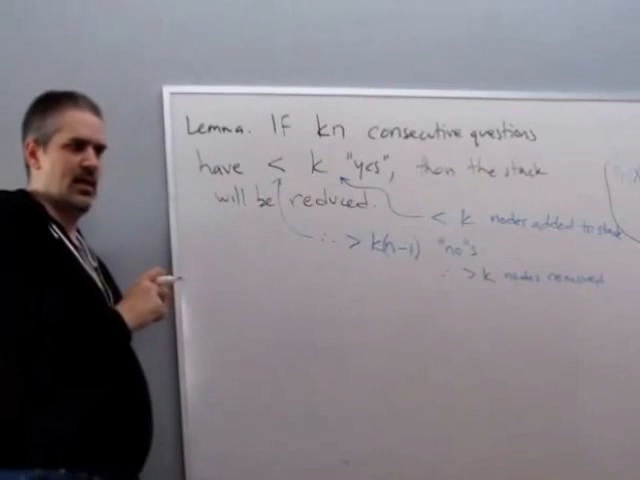 Lemma. If kn consecutive questions
have < k "yes", then the stack
will be reduced.
< k nodes added to stack
∴ > k(n-1) "no"s
∴ > k nodes removed